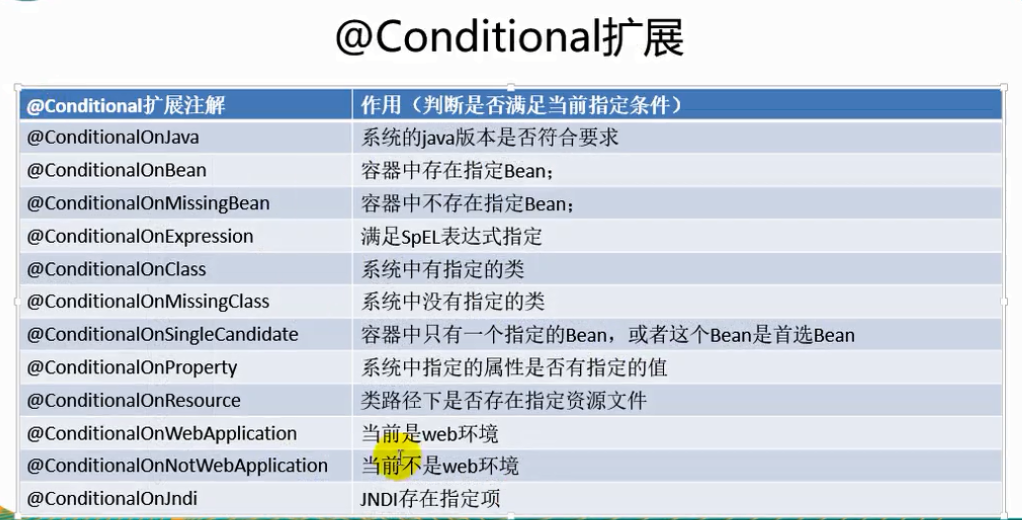 @Conditional扩展
@Conditional扩展注解 作用（判断是否满足当前指定条件）
@ConditionalOnJava 系统的java版本是否符合要求
@ConditionalOnBean 容器中存在指定Bean；
@ConditionalOnMissingBean 容器中不存在指定Bean；
@ConditionalOnExpression 满足SpEL表达式指定
@ConditionalOnClass 系统中有指定的类
@ConditionalOnMissingClass 系统中没有指定的类
@ConditionalOnSingleCandidate 容器中只有一个指定的Bean，或者这个Bean是首选Bean
@ConditionalOnProperty 系统中指定的属性是否有指定的值
@ConditionalOnResource 类路径下是否存在指定资源文件
@ConditionalOnWebApplication 当前是web环境
@ConditionalOnNotWebApplication 当前不是web环境
@ConditionalOnJndi JNDI存在指定项